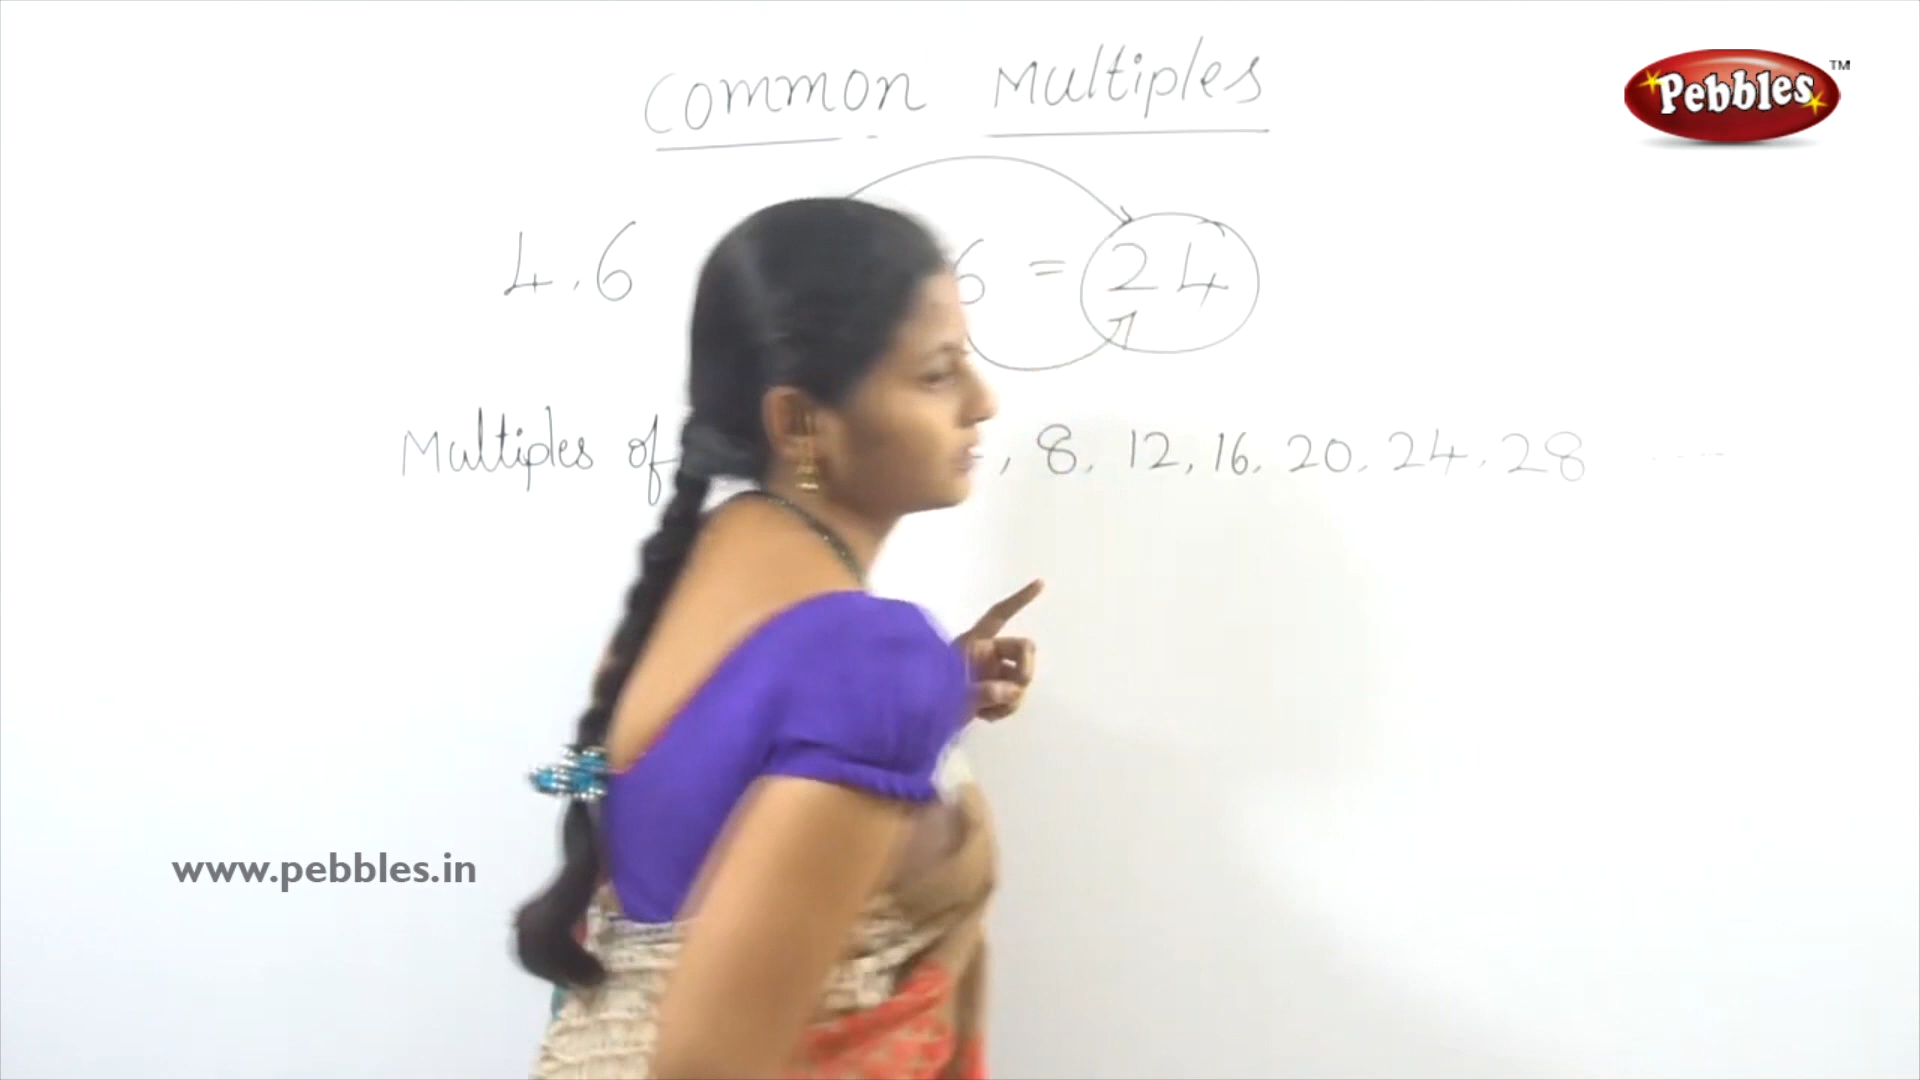 Common Multiples
Pebbles TM
4, 6 6 = 24
Multiples of , 8, 12, 16, 20, 24, 28 ......
www.pebbles.in